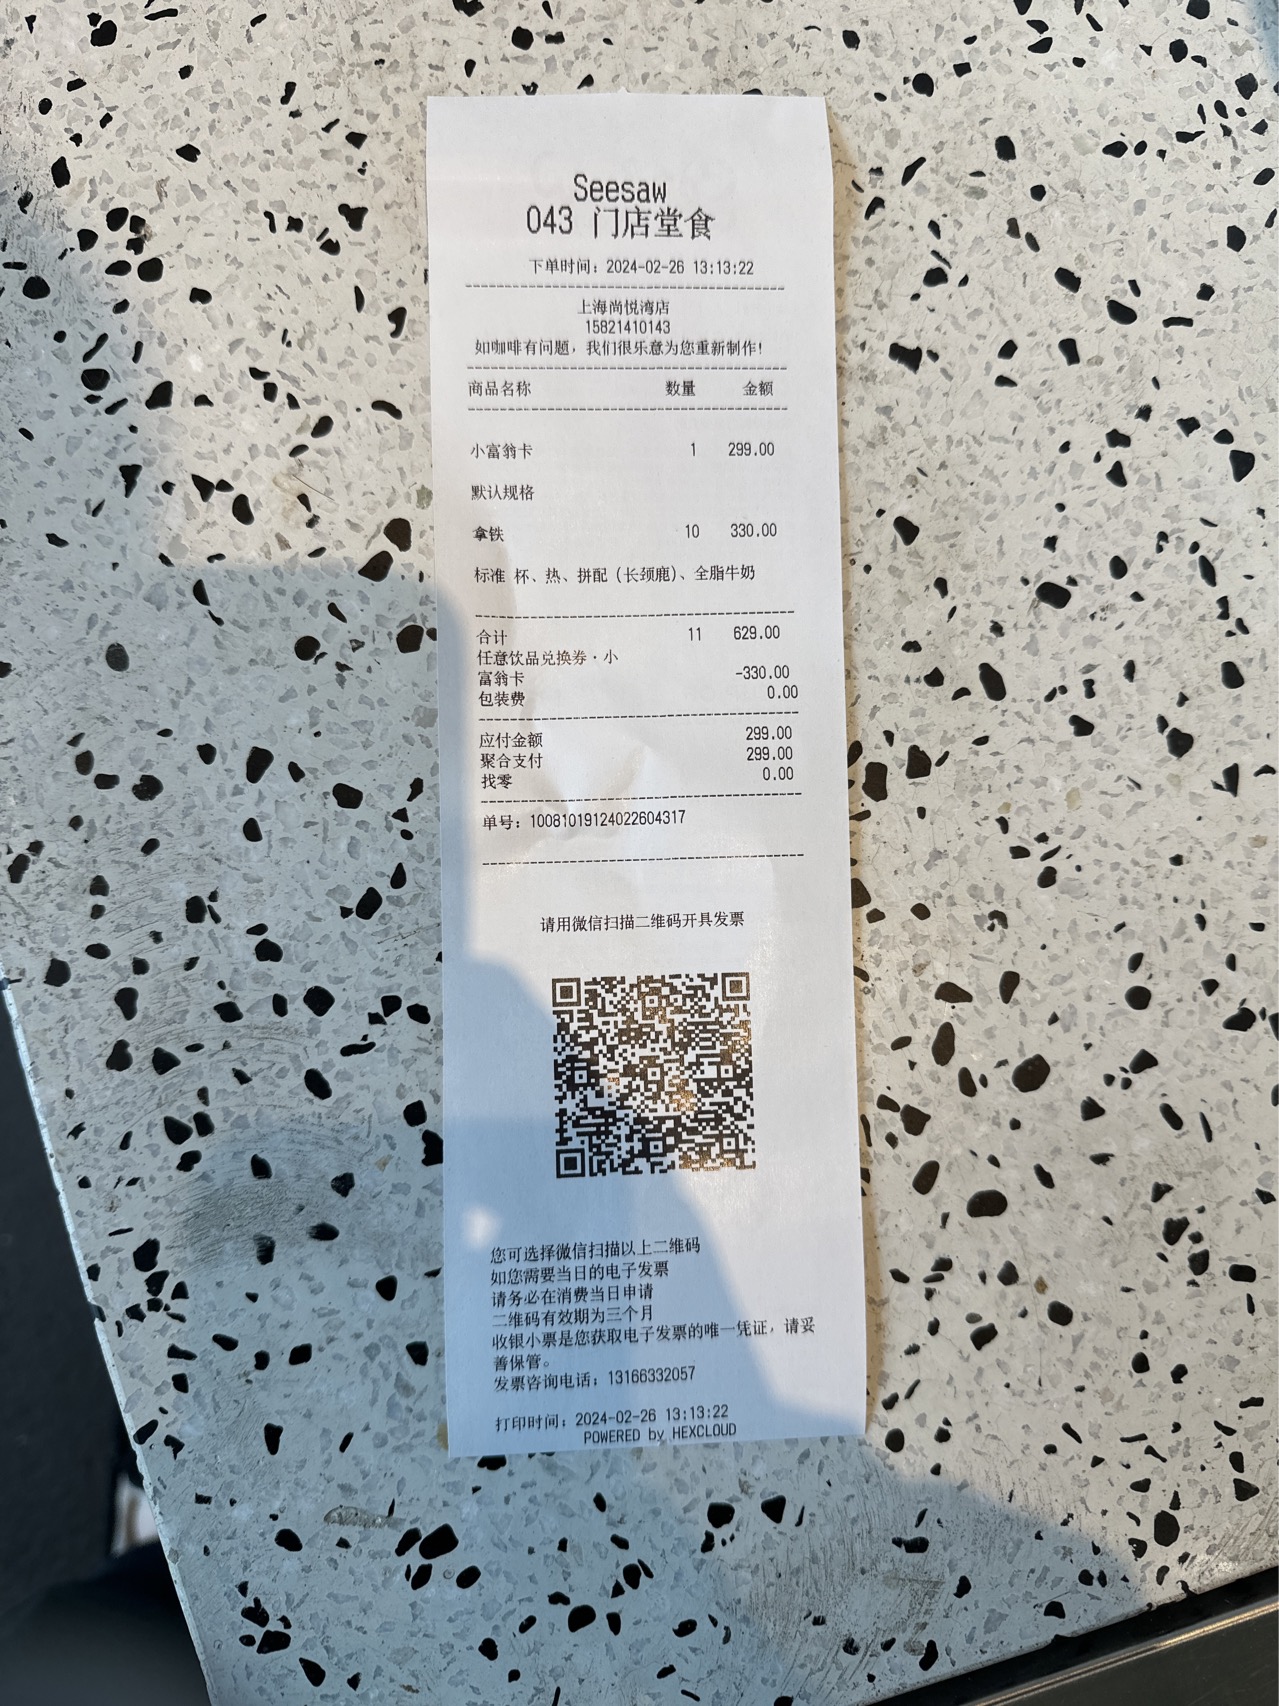 Seesaw
043 门店堂食
下单时间：2024-02-26 13:13:22
上海尚悦湾店
15821410143
如咖啡有问题，我们很乐意为您重新制作！
商品名称 数量 金额
小富翁卡 1 299.00
默认规格
拿铁 10 330.00
标准 杯、热、拼配（长颈鹿）、全脂牛奶
合计 11 629.00
任意饮品兑换券·小
富翁卡 -330.00
包装费 0.00
应付金额 299.00
聚合支付 299.00
找零 0.00
单号：10081019124022604317
请用微信扫描二维码开具发票
您可选择微信扫描以上二维码
如您需要当日的电子发票
请务必在消费当日申请
二维码有效期为三个月
收银小票是您获取电子发票的唯一凭证，请妥
善保管。
发票咨询电话：13166332057
打印时间：2024-02-26 13:13:22
POWERED by HEXCLOUD